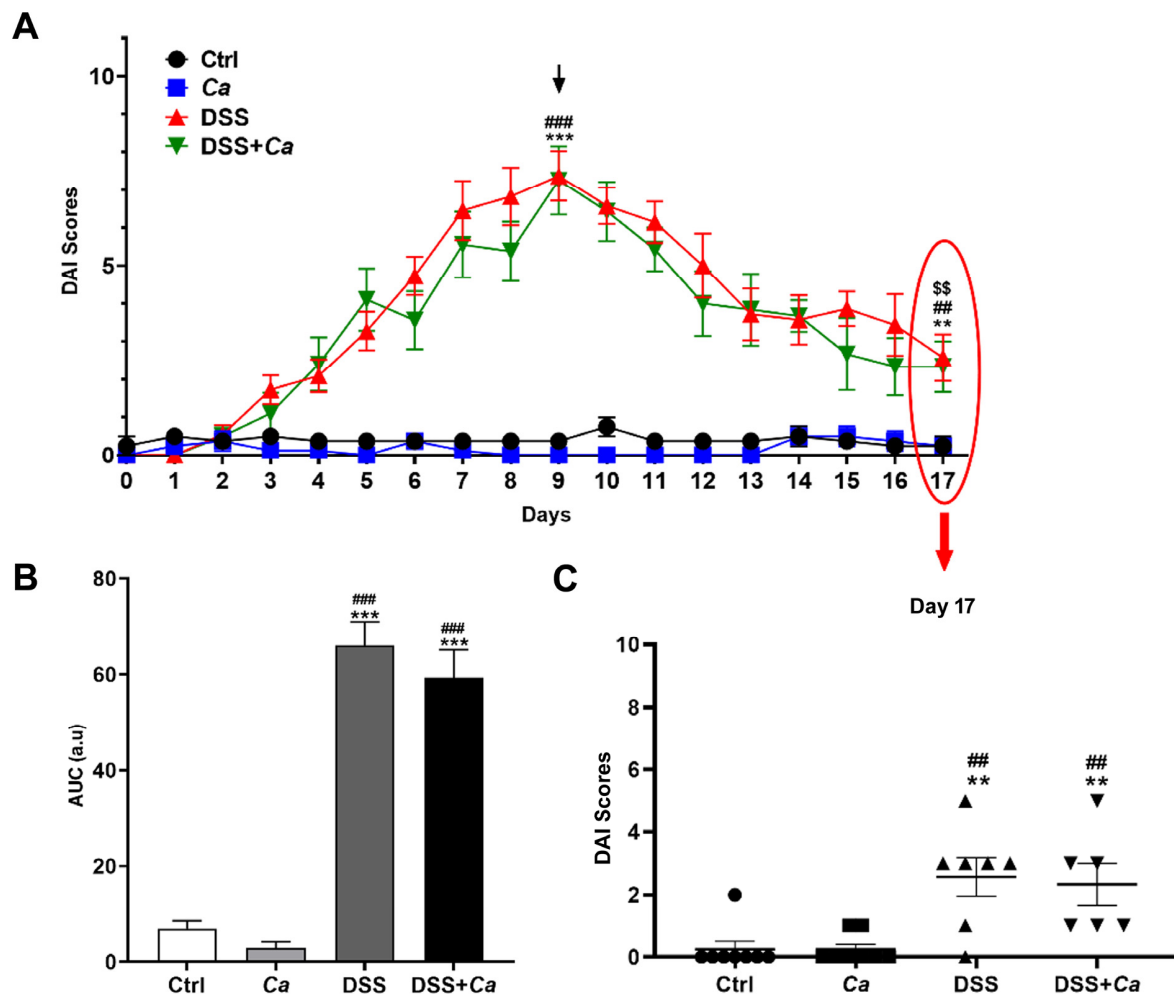 A
Ctrl
Ca
DSS
DSS+Ca
10
5
0
DAI Scores
###
***
$$
##
**
0 1 2 3 4 5 6 7 8 9 10 11 12 13 14 15 16 17
Days
B
80
60
40
20
0
AUC (a.u)
###
***
###
***
Ctrl Ca DSS DSS+Ca
C
Day 17
10
8
6
4
2
0
DAI Scores
##
**
##
**
Ctrl Ca DSS DSS+Ca